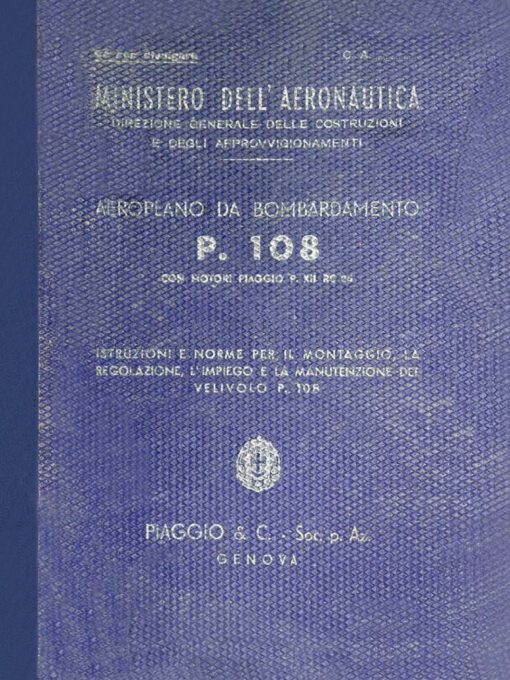 C. A.
MINISTERO DELL'AERONAUTICA
DIREZIONE GENERALE DELLE COSTRUZIONI
E DEGLI APPROVVIGIONAMENTI
AEROPLANO DA BOMBARDAMENTO
P. 108
CON MOTORI PIAGGIO P. XII RC
ISTRUZIONI E NORME PER IL MONTAGGIO, LA
REGOLAZIONE, L'IMPIEGO E LA MANUTENZIONE DEL
VELIVOLO P. 108
PIAGGIO & C. - Soc. p. Az.
GENOVA